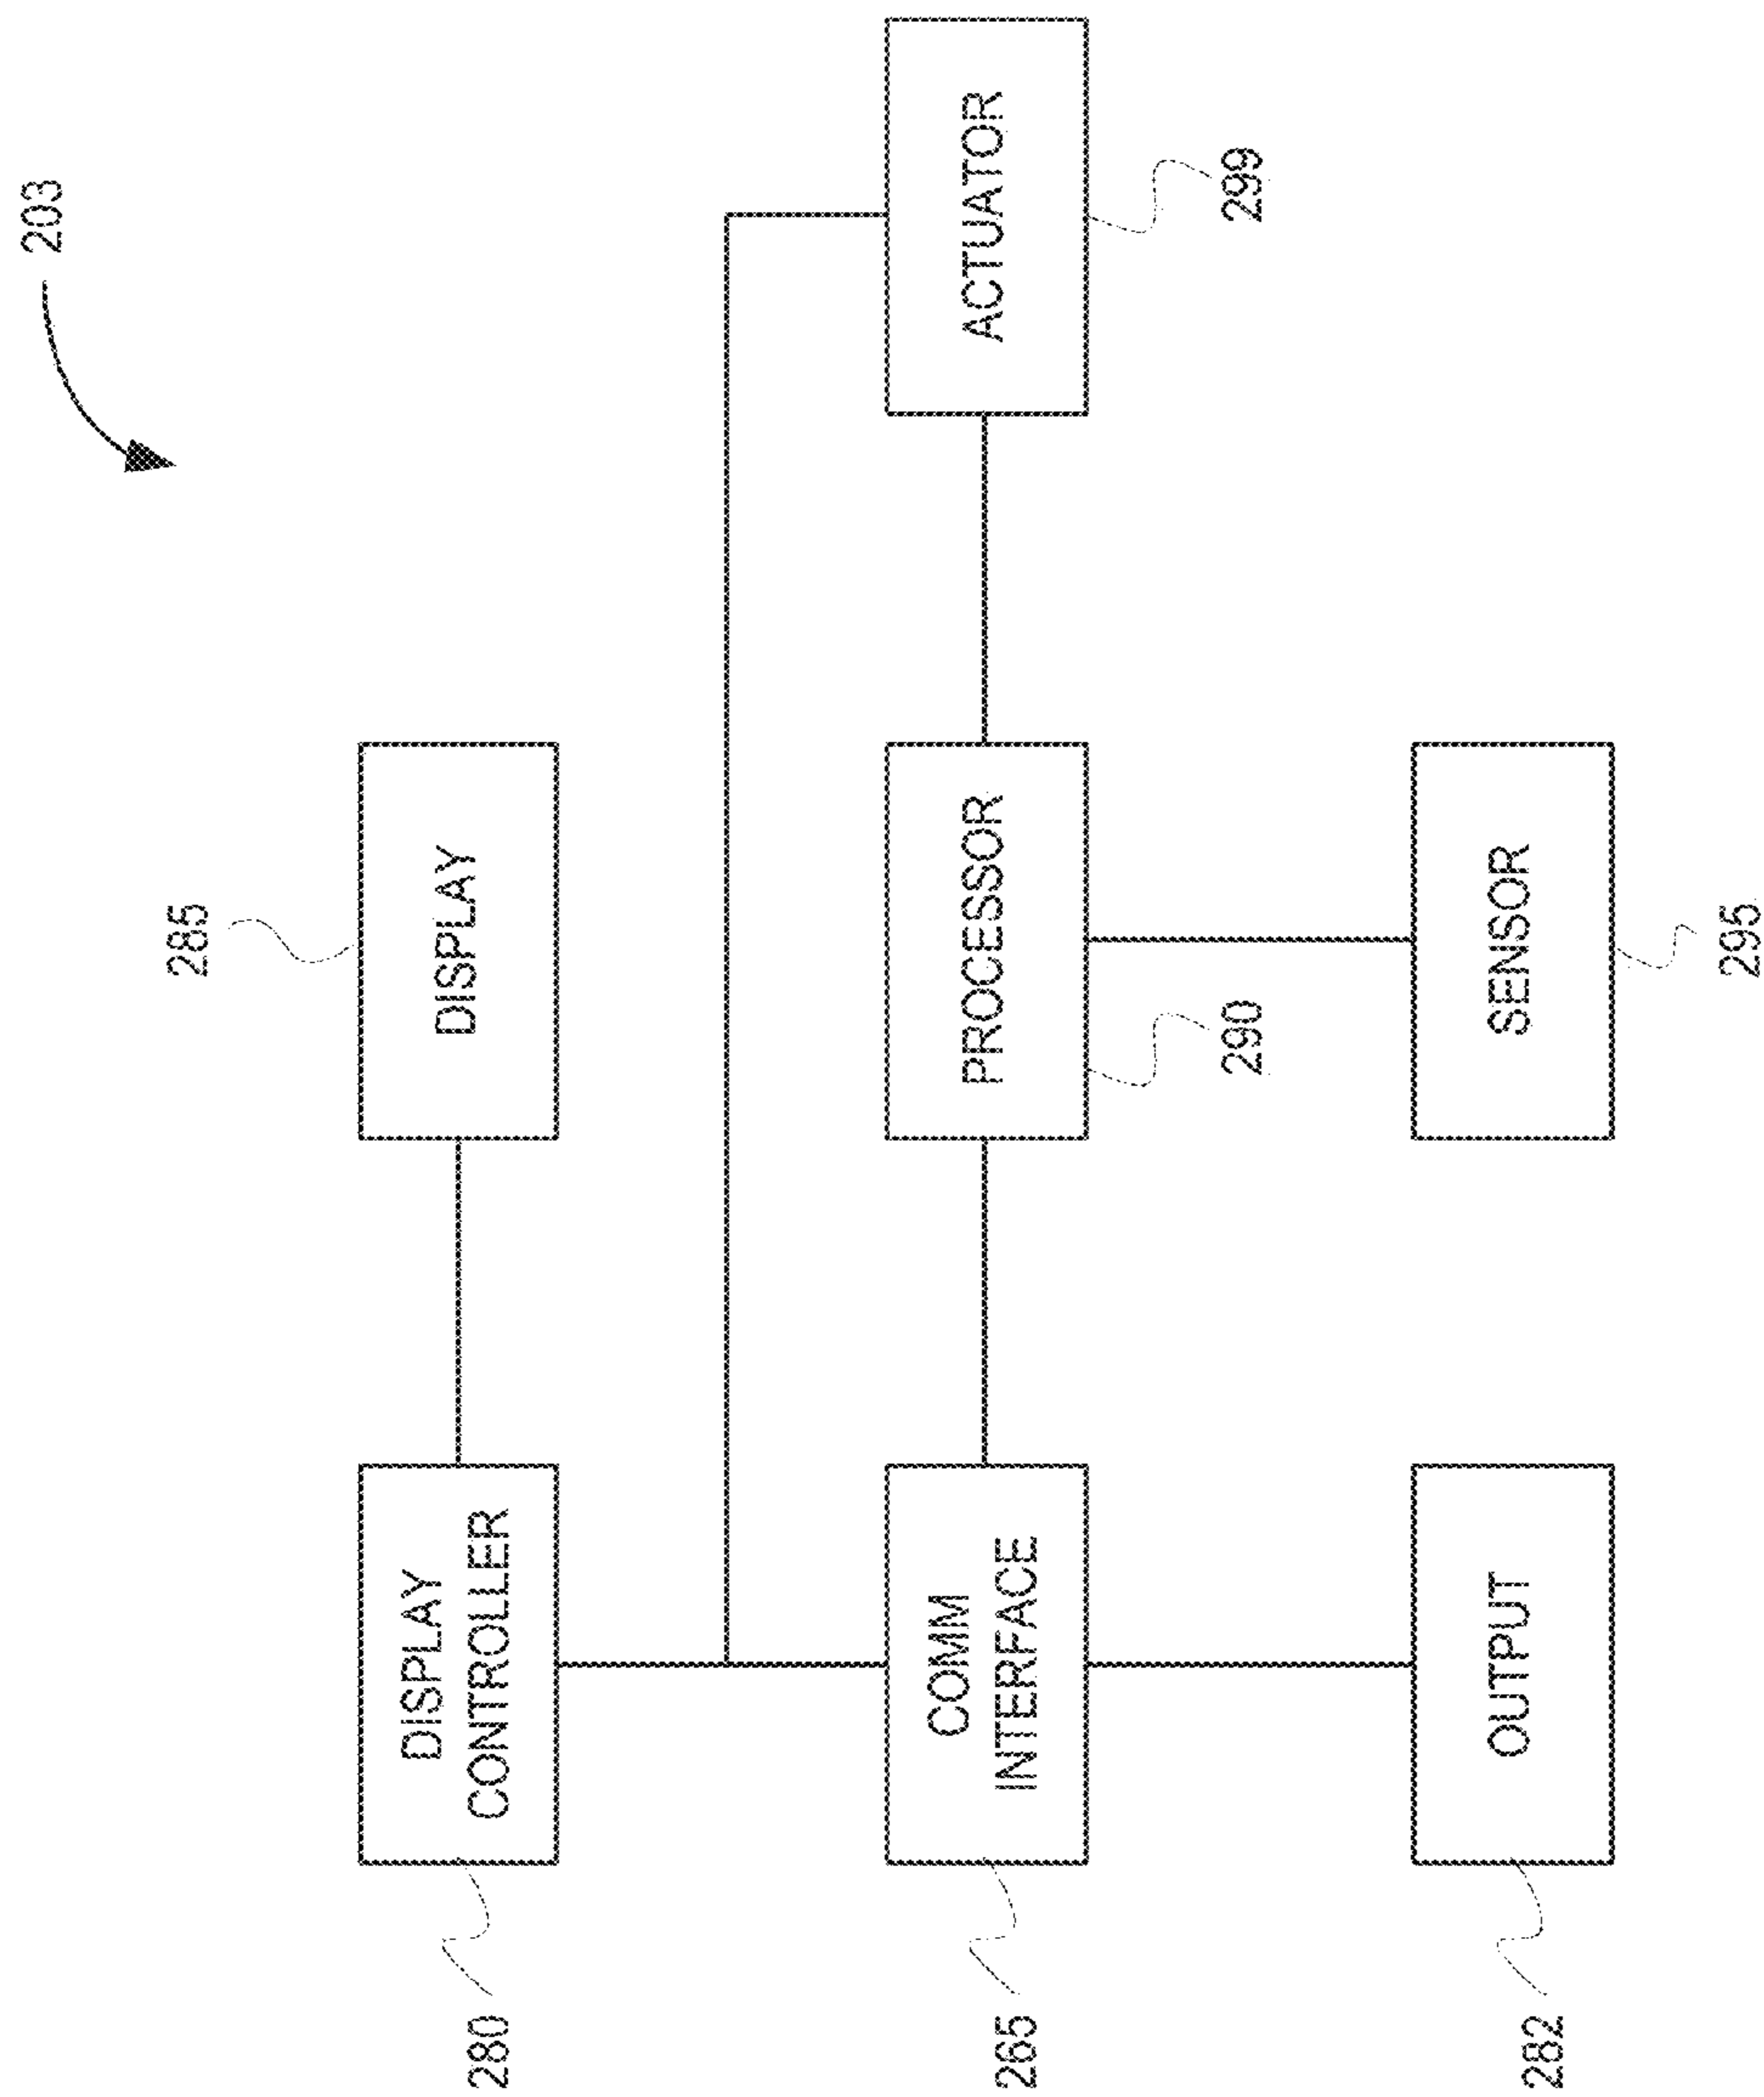 203
285
DISPLAY
DISPLAY
CONTROLLER
280
ACTUATOR
299
PROCESSOR
290
COMM
INTERFACE
265
SENSOR
295
OUTPUT
282